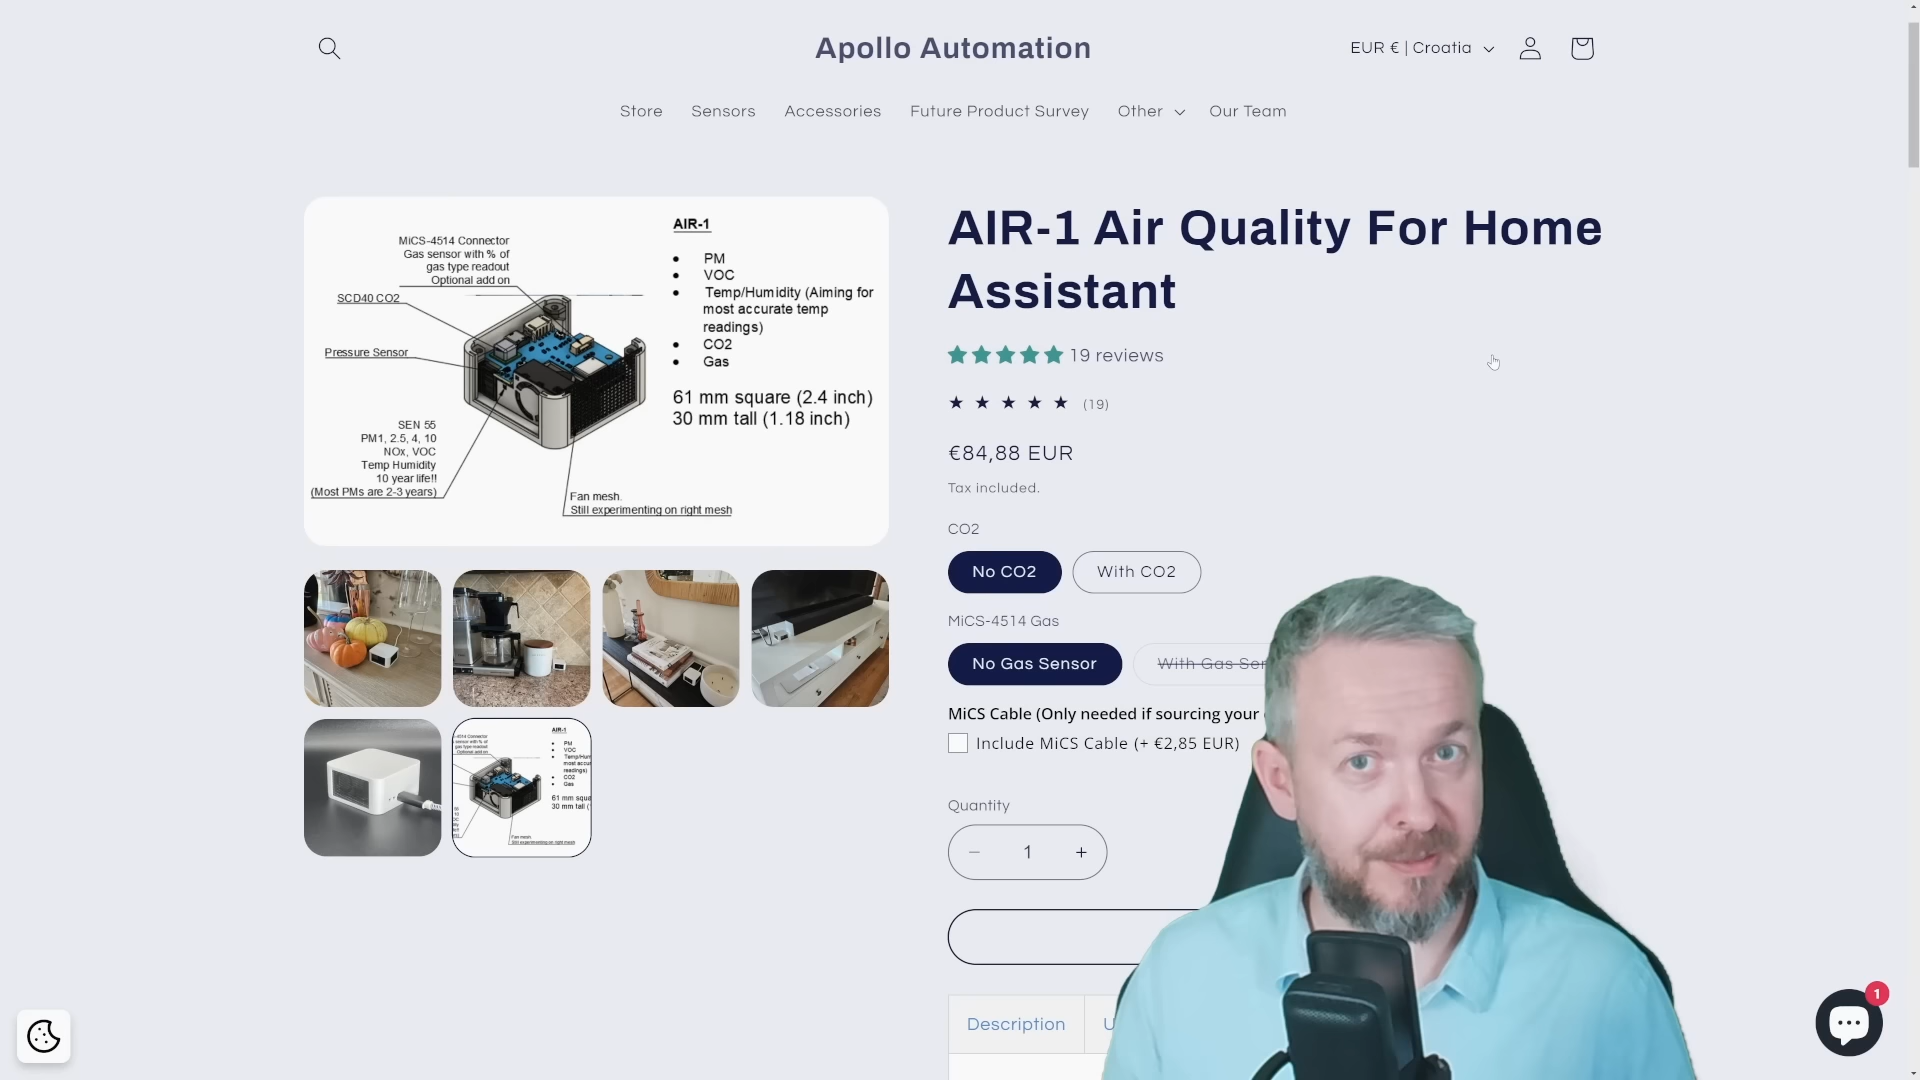 Apollo Automation
EUR € | Croatia
Store
Sensors
Accessories
Future Product Survey
Other
Our Team
MiCS-4514 Connector
Gas sensor with % of
gas type readout
Optional add on
SCD40 CO2
Pressure Sensor
SEN 55
PM1, 2.5, 4, 10
NOx, VOC
Temp Humidity
10 year life!!
(Most PMs are 2-3 years)
Fan mesh.
Still experimenting on right mesh
AIR-1
PM
VOC
Temp/Humidity (Aiming for
most accurate temp
readings)
CO2
Gas
61 mm square (2.4 inch)
30 mm tall (1.18 inch)
AIR-1 Air Quality For Home
Assistant
19 reviews
(19)
€84,88 EUR
Tax included.
CO2
No CO2
With CO2
MiCS-4514 Gas
No Gas Sensor
With Gas
MiCS Cable (Only needed if sourcing your
Include MiCS Cable (+ €2,85 EUR)
Quantity
1
Description
1